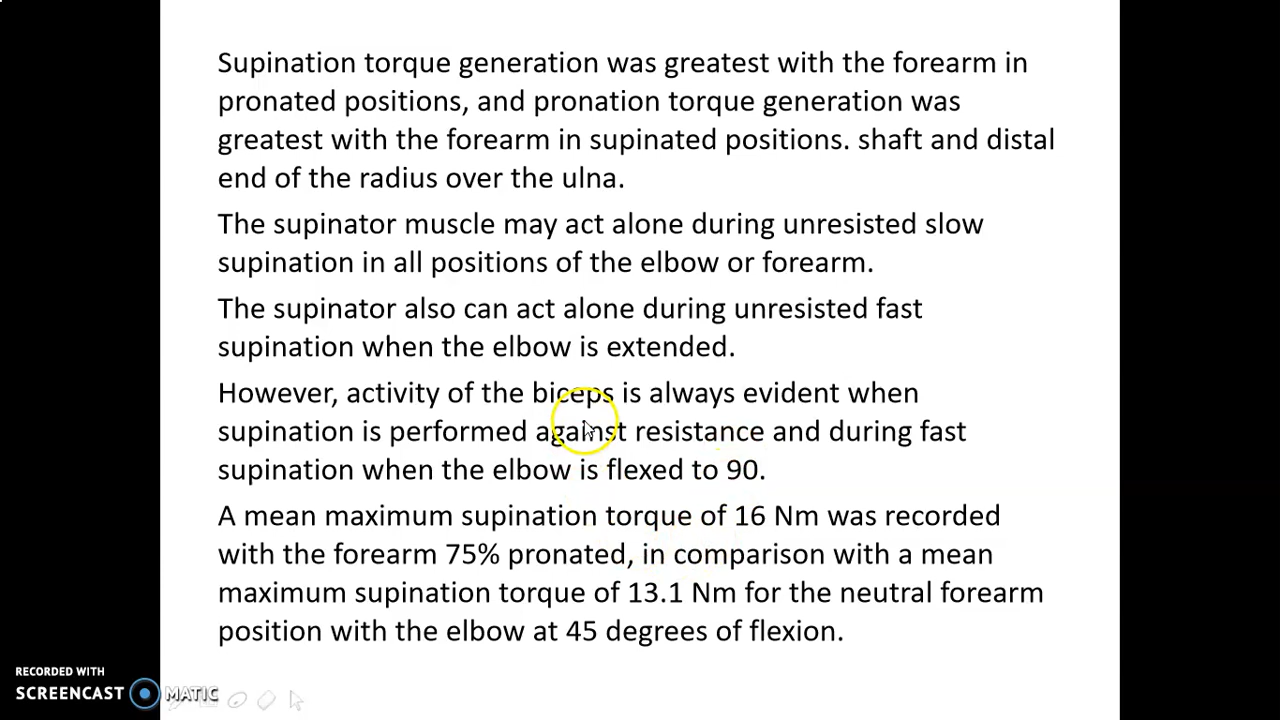 Supination torque generation was greatest with the forearm in
pronated positions, and pronation torque generation was
greatest with the forearm in supinated positions. shaft and distal
end of the radius over the ulna.
The supinator muscle may act alone during unresisted slow
supination in all positions of the elbow or forearm.
The supinator also can act alone during unresisted fast
supination when the elbow is extended.
However, activity of the biceps is always evident when
supination is performed against resistance and during fast
supination when the elbow is flexed to 90.
A mean maximum supination torque of 16 Nm was recorded
with the forearm 75% pronated, in comparison with a mean
maximum supination torque of 13.1 Nm for the neutral forearm
position with the elbow at 45 degrees of flexion.
RECORDED WITH
SCREENCAST MATIC